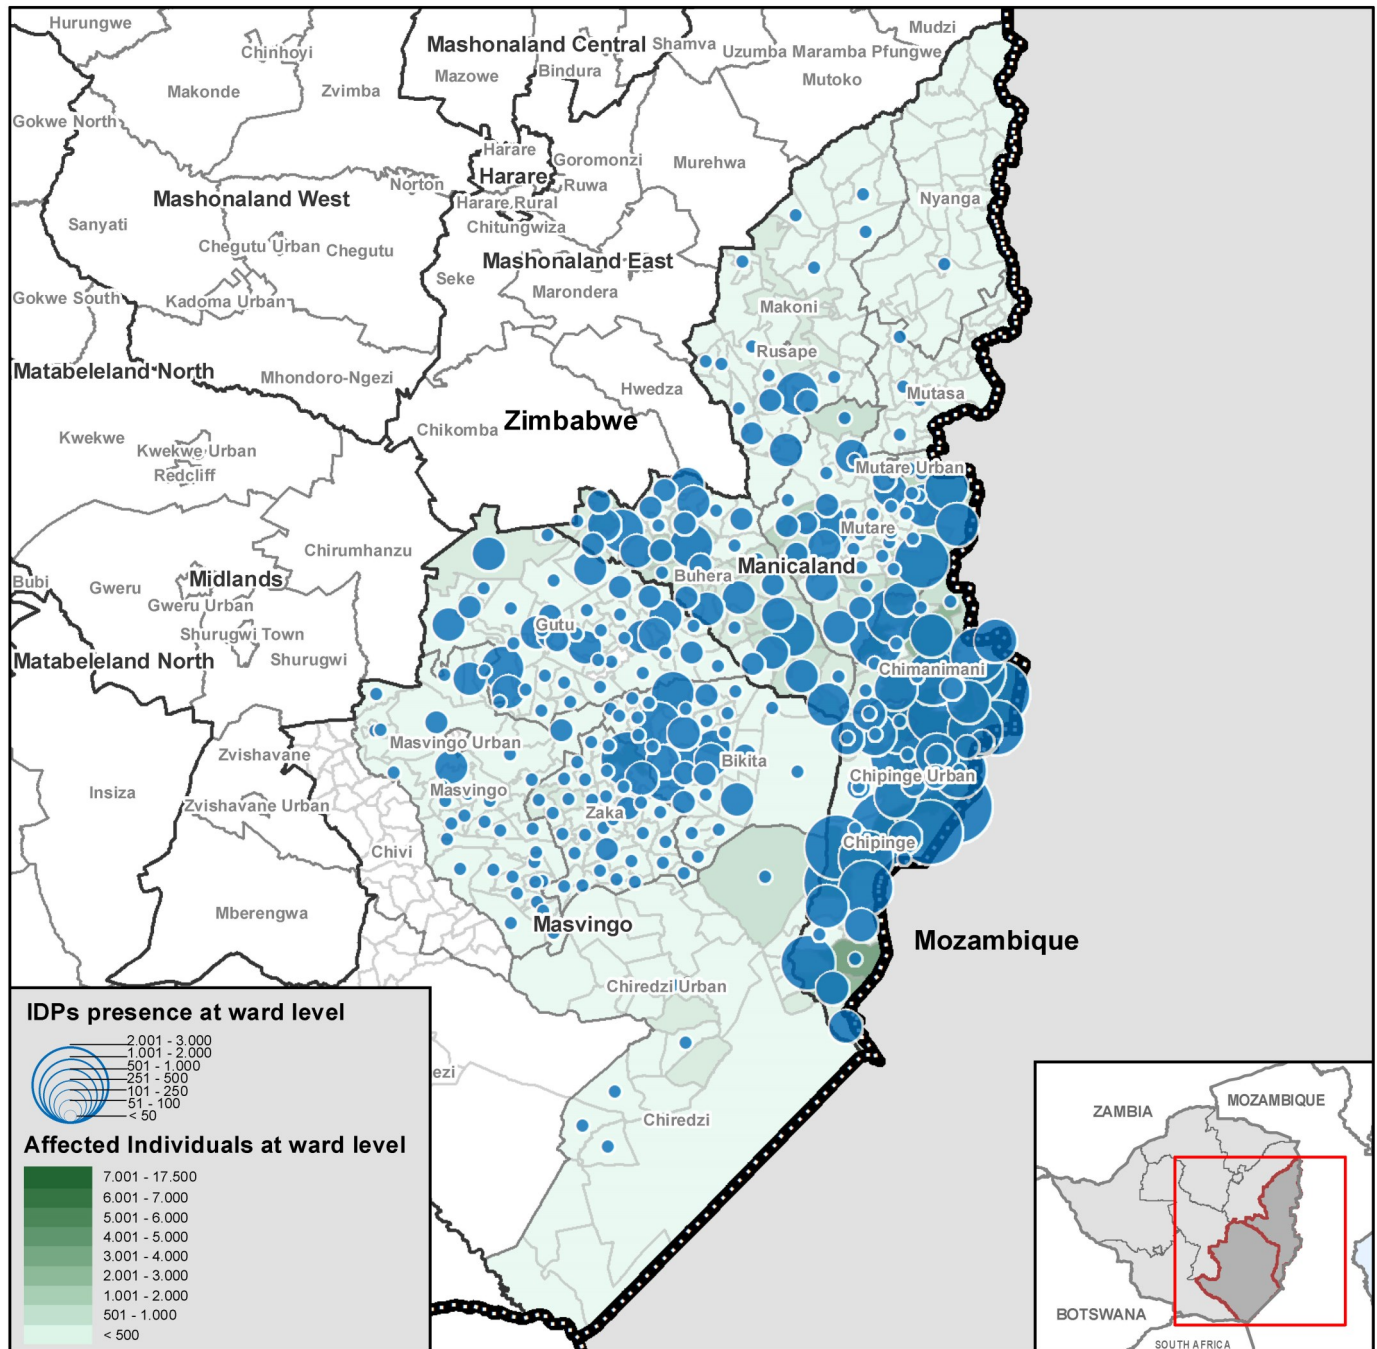 Hurungwe
Chinhoyi
Mashonaland Central
Shamva
Mudzi
Uzumba Maramba Pfungwe
Mazowe
Bindura
Mutoko
Makonde
Zvimba
Gokwe North
Harare
Goromonzi
Murehwa
Harare
Norton
Ruwa
Mashonaland West
Nyanga
Harare Rural
Sanyati
Chitungwiza
Chegutu Urban
Chegutu
Mashonaland East
Seke
Marondera
Gokwe South
Kadoma Urban
Makoni
Rusape
Matabeleland North
Mhondoro-Ngezi
Hwedza
Mutasa
Zimbabwe
Chikomba
Kwekwe
Kwekwe Urban
Redcliff
Mutare Urban
Mutare
Chirumhanzu
Manicaland
Buhera
Bubi
Gweru
Midlands
Gweru Urban
Gutu
Shurugwi Town
Matabeleland North
Shurugwi
Chimanimani
Masvingo Urban
Zvishavane
Bikita
Chipinge Urban
Insiza
Masvingo
Zvishavane Urban
Zaka
Chivi
Chipinge
Mberengwa
Masvingo
Mozambique
Chiredzi Urban
ezi
Chiredzi
IDPs presence at ward level
2.001 - 3.000
1.001 - 2.000
501 - 1.000
251 - 500
101 - 250
51 - 100
< 50
Affected Individuals at ward level
7.001 - 17.500
6.001 - 7.000
5.001 - 6.000
4.001 - 5.000
3.001 - 4.000
2.001 - 3.000
1.001 - 2.000
501 - 1.000
< 500
ZAMBIA
MOZAMBIQUE
BOTSWANA
SOUTH AFRICA